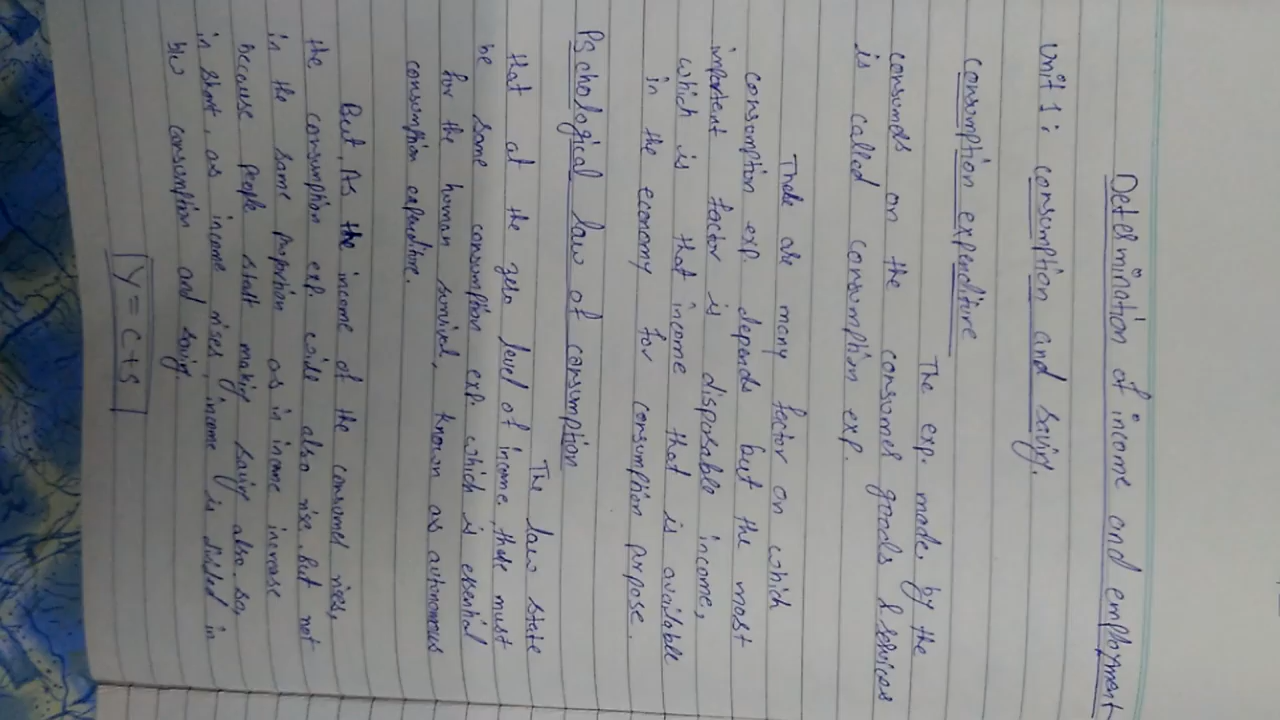 Determination of income and employment
Unit 1: consumption and saving.
consumption expenditure
The exp. made by the
consumers on the consumer goods & services
is called consumption exp.
There are many factor on which
consumption exp. depends but the most
important factor is disposable income,
which is that income that is available
in the economy for consumption purpose.
Pschological law of consumption
The law state
that at the zero level of income, there must
be some consumption exp. which is essential
for the human survival, known as autonomous
consumption
But, As the income of the consumer rises,
the consumption exp. will also rise but not
in the same proportion as in income increase
because people start making saving also. so,
in short, as income rises, income is divided in
b/w consumption and saving.
Y = C + S